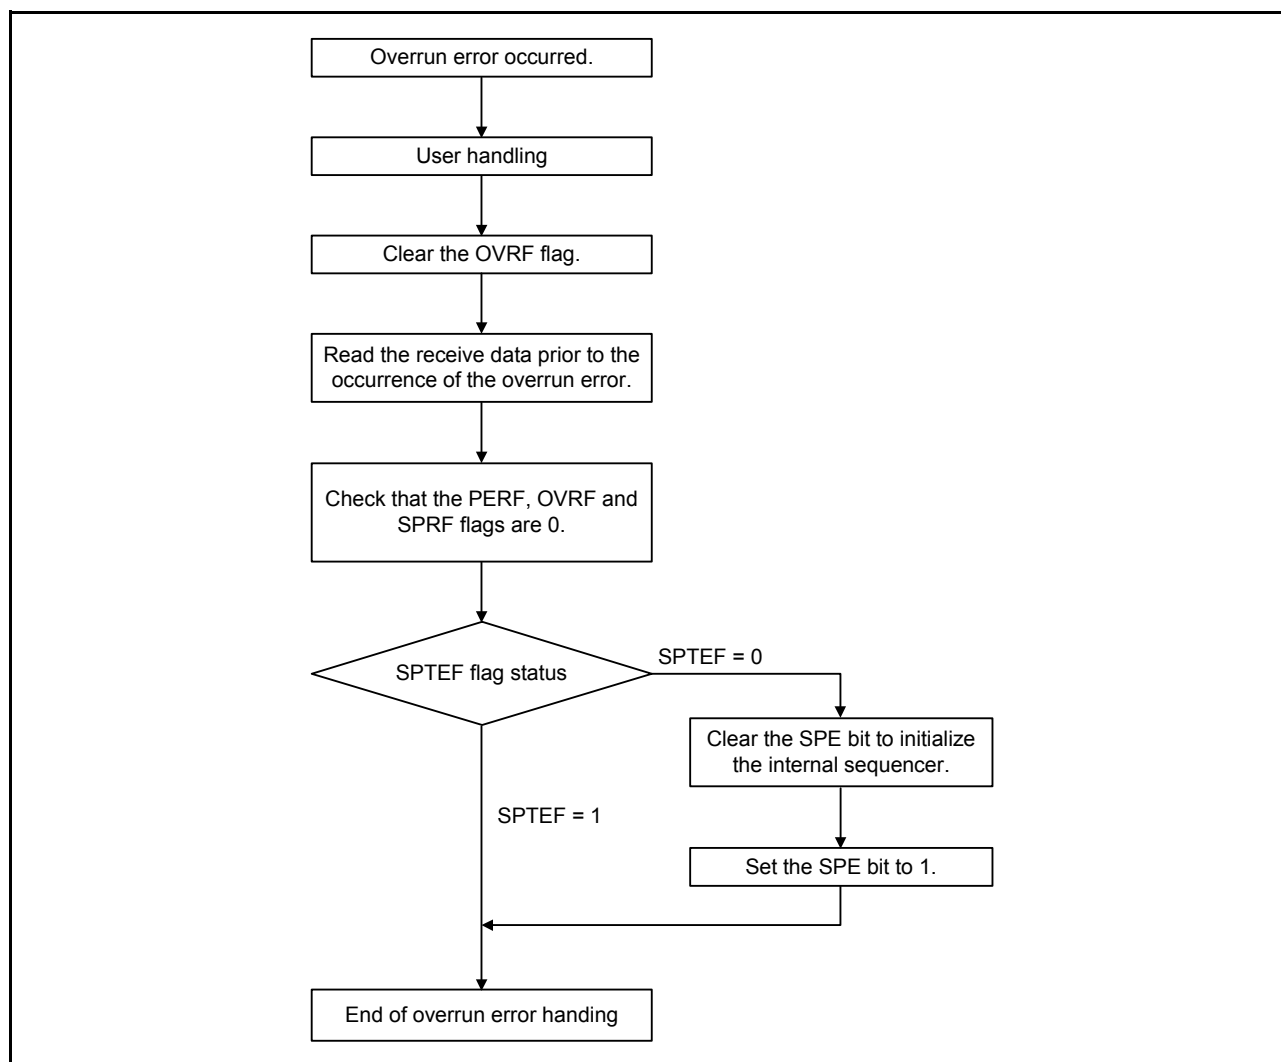 Overrun error occurred.
User handling
Clear the OVRF flag.
Read the receive data prior to the
occurrence of the overrun error.
Check that the PERF, OVRF and
SPRF flags are 0.
SPTEF flag status
SPTEF = 0
Clear the SPE bit to initialize
the internal sequencer.
SPTEF = 1
Set the SPE bit to 1.
End of overrun error handing